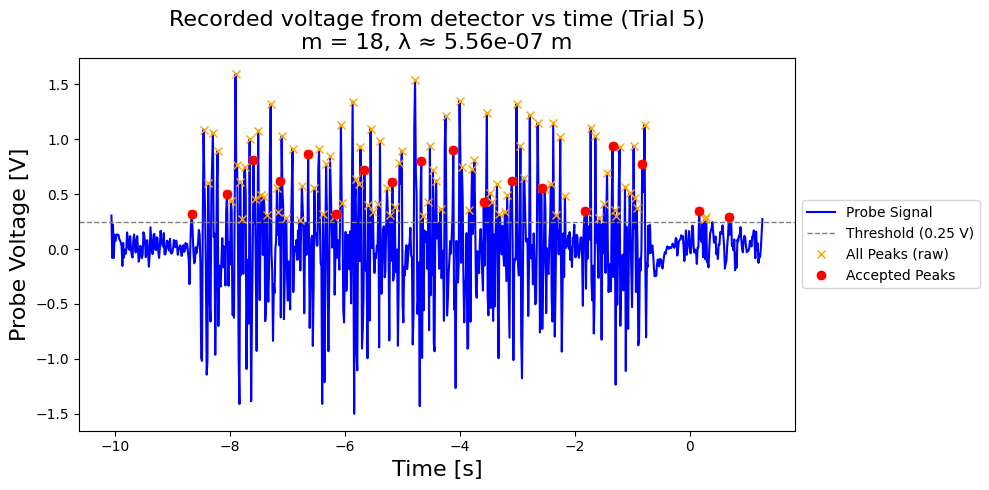 Recorded voltage from detector vs time (Trial 5)
m = 18, λ ≈ 5.56e-07 m
Probe Voltage [V]
1.5
1.0
0.5
0.0
−0.5
−1.0
−1.5
−10
−8
−6
−4
−2
0
Time [s]
Probe Signal
Threshold (0.25 V)
All Peaks (raw)
Accepted Peaks